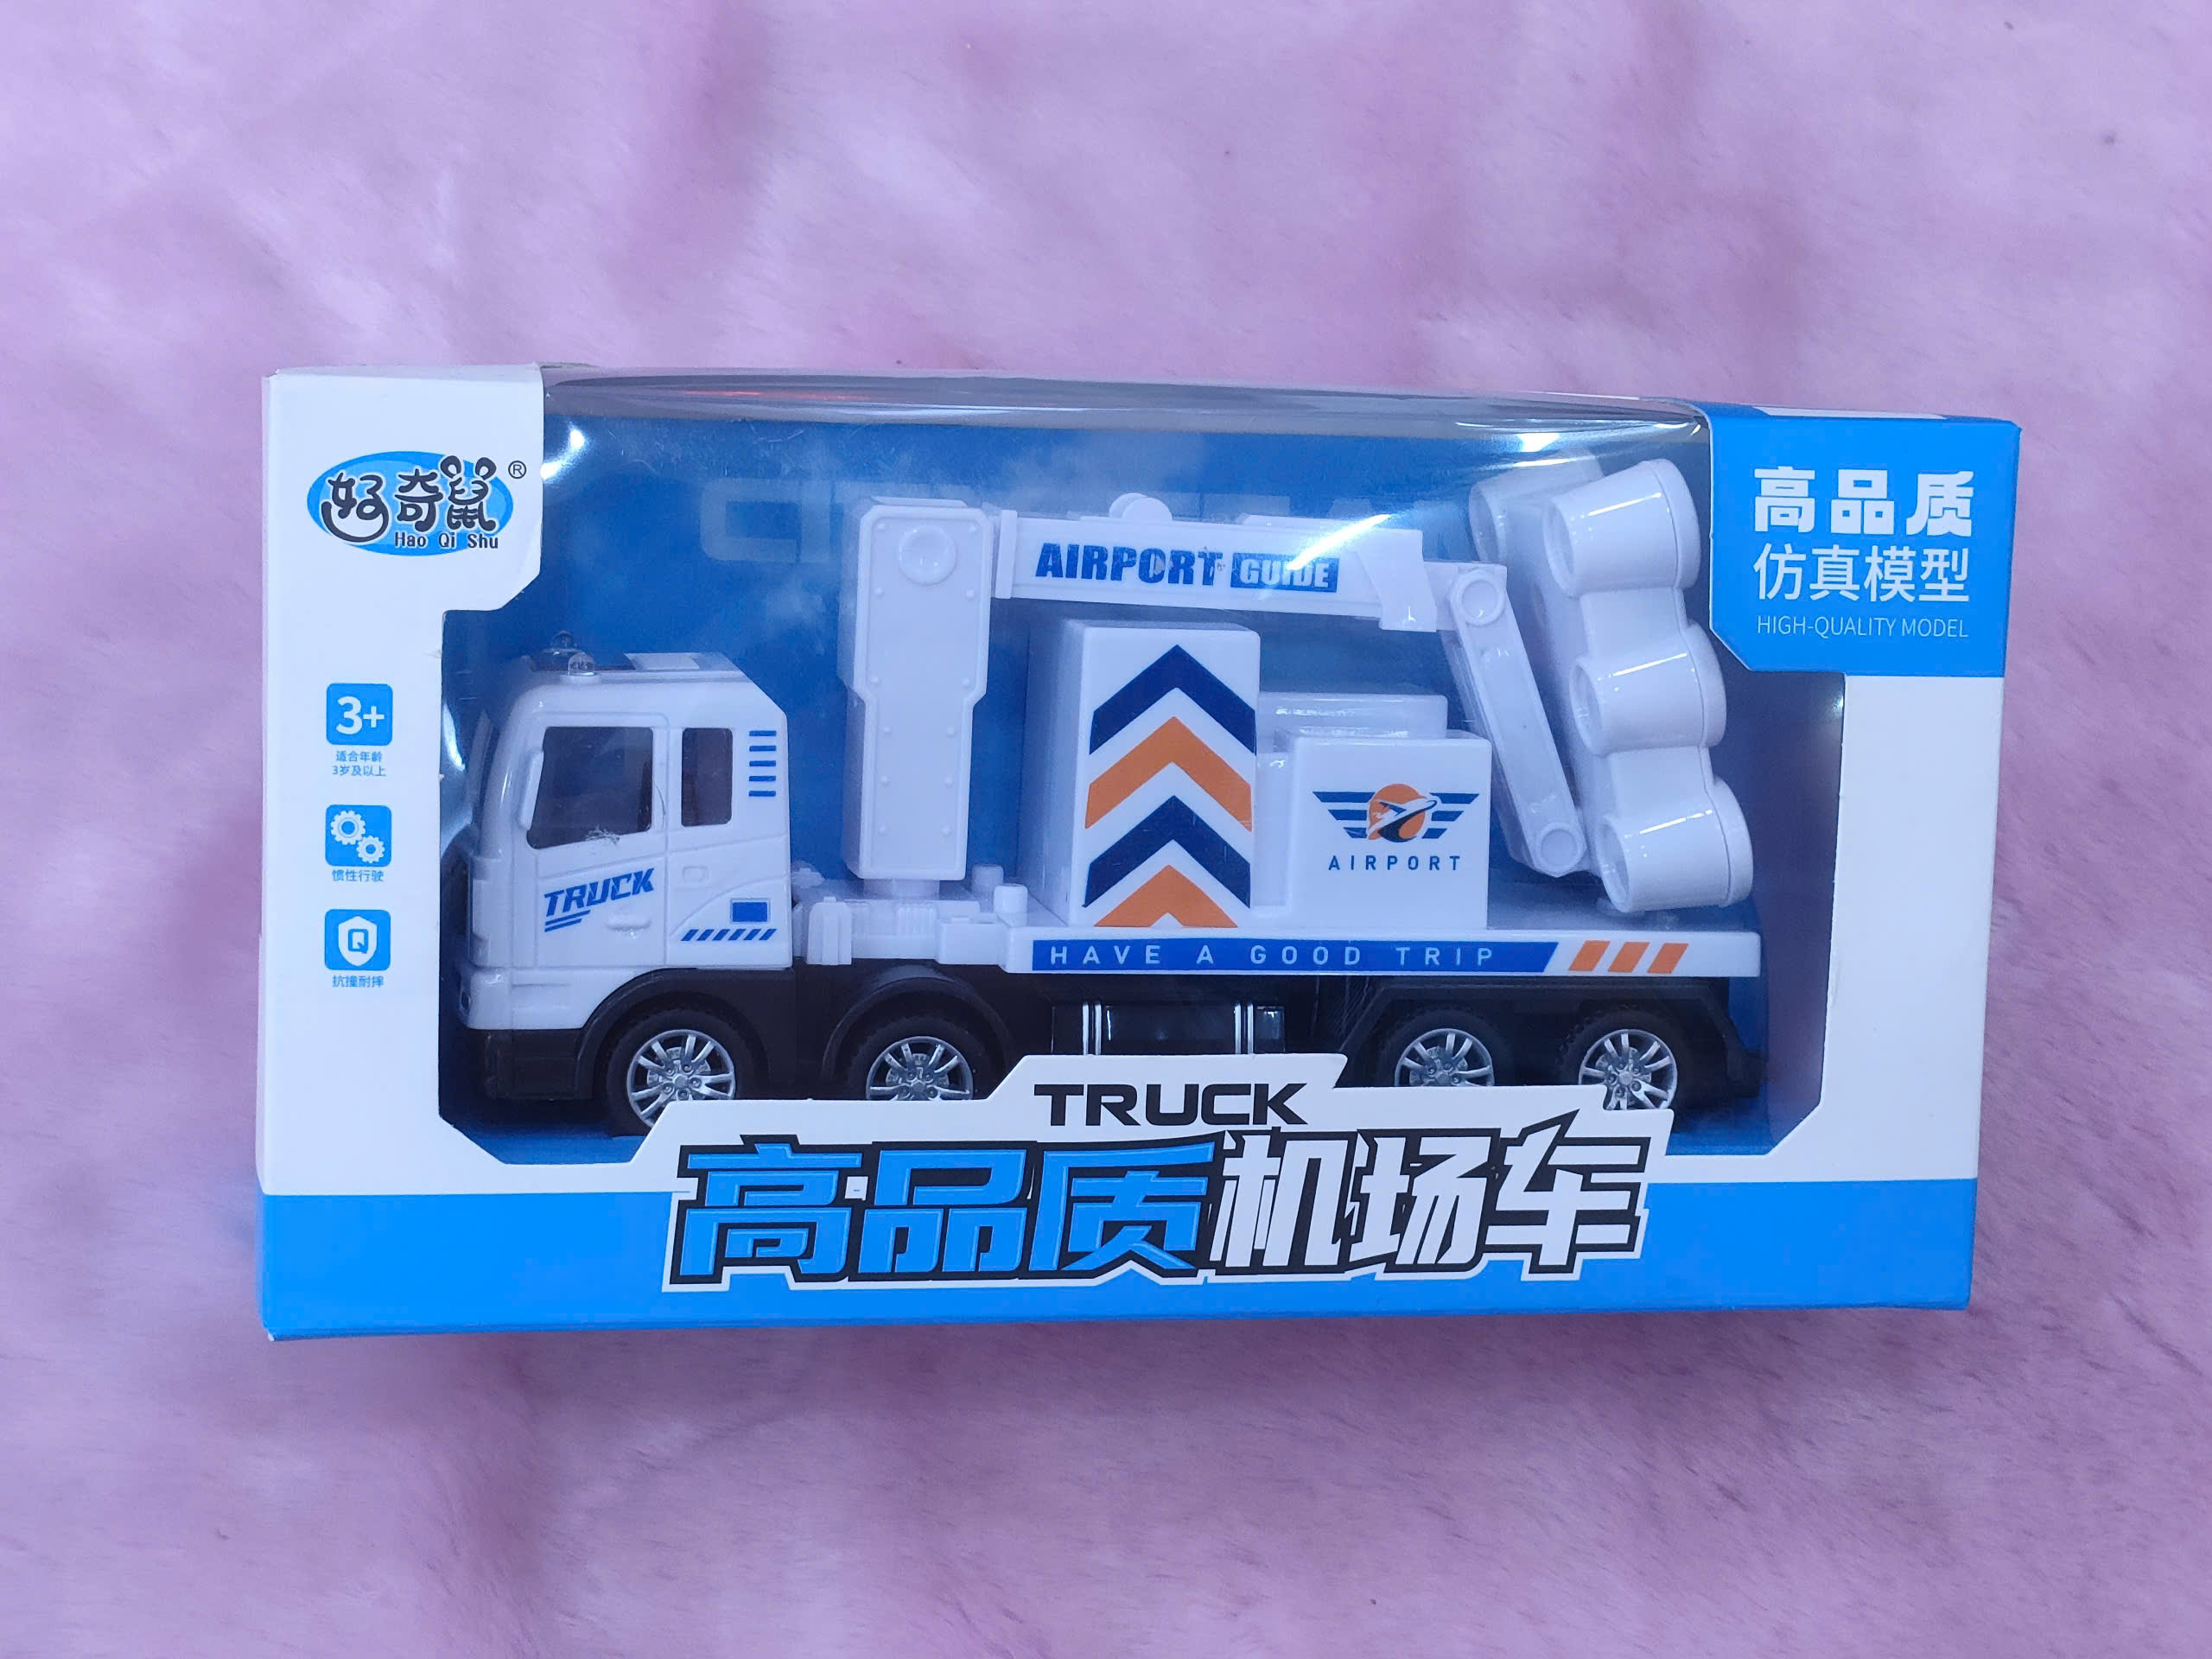 好奇鼠®
Hao Qi Shu
高品质
仿真模型
HIGH-QUALITY MODEL
AIRPORT GUIDE
3+
适合年龄
3岁及以上
惯性行驶
Q
抗撞耐摔
TRUCK
AIRPORT
HAVE A GOOD TRIP
TRUCK
高品质机场车